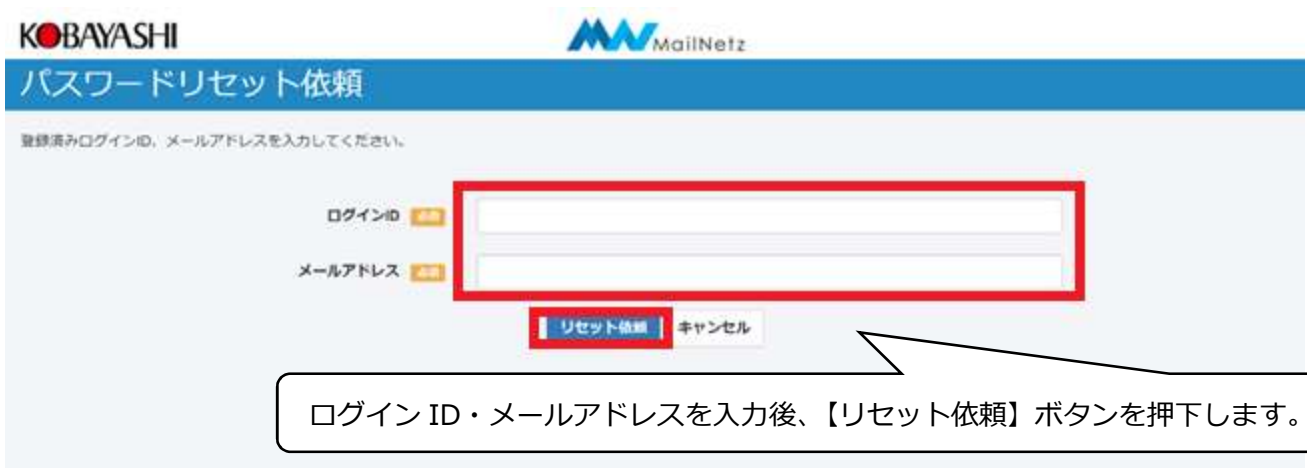 KOBAYASHI
MailNetz
パスワードリセット依頼
登録済みログインID、メールアドレスを入力してください。
ログインID 必須
メールアドレス 必須
リセット依頼 キャンセル
ログイン ID・メールアドレスを入力後、【リセット依頼】ボタンを押下します。